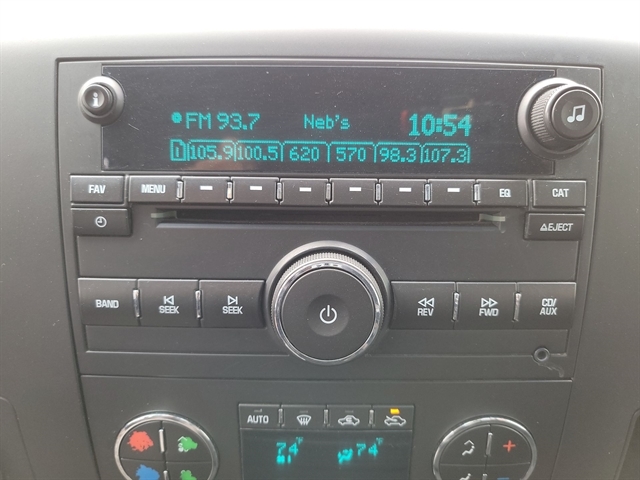 FM 93.7 Neb's 10:54
1 105.9 100.5 620 570 98.3 107.3
FAV MENU EQ CAT
EJECT
BAND SEEK SEEK REV FWD CD/AUX
AUTO
74 74